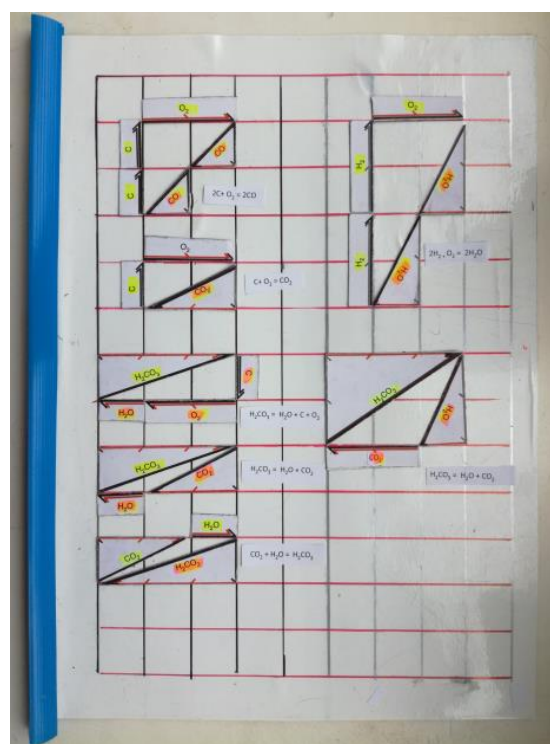 O₂
C
CO
C
CO
2C+ O₂ = 2CO
O₂
C
CO₂
C+ O₂ = CO₂
H₂CO₃
C
H₂O
O₂
H₂CO₃ = H₂O + C + O₂
H₂CO₃
CO₂
H₂O
H₂CO₃ = H₂O + CO₂
H₂O
CO₂
H₂CO₃
CO₂ + H₂O = H₂CO₃
O₂
H₂
H₂O
H₂
H₂O
2H₂ , O₂ = 2H₂O
H₂CO₃
H₂O
CO₂
H₂CO₃ = H₂O + CO₂